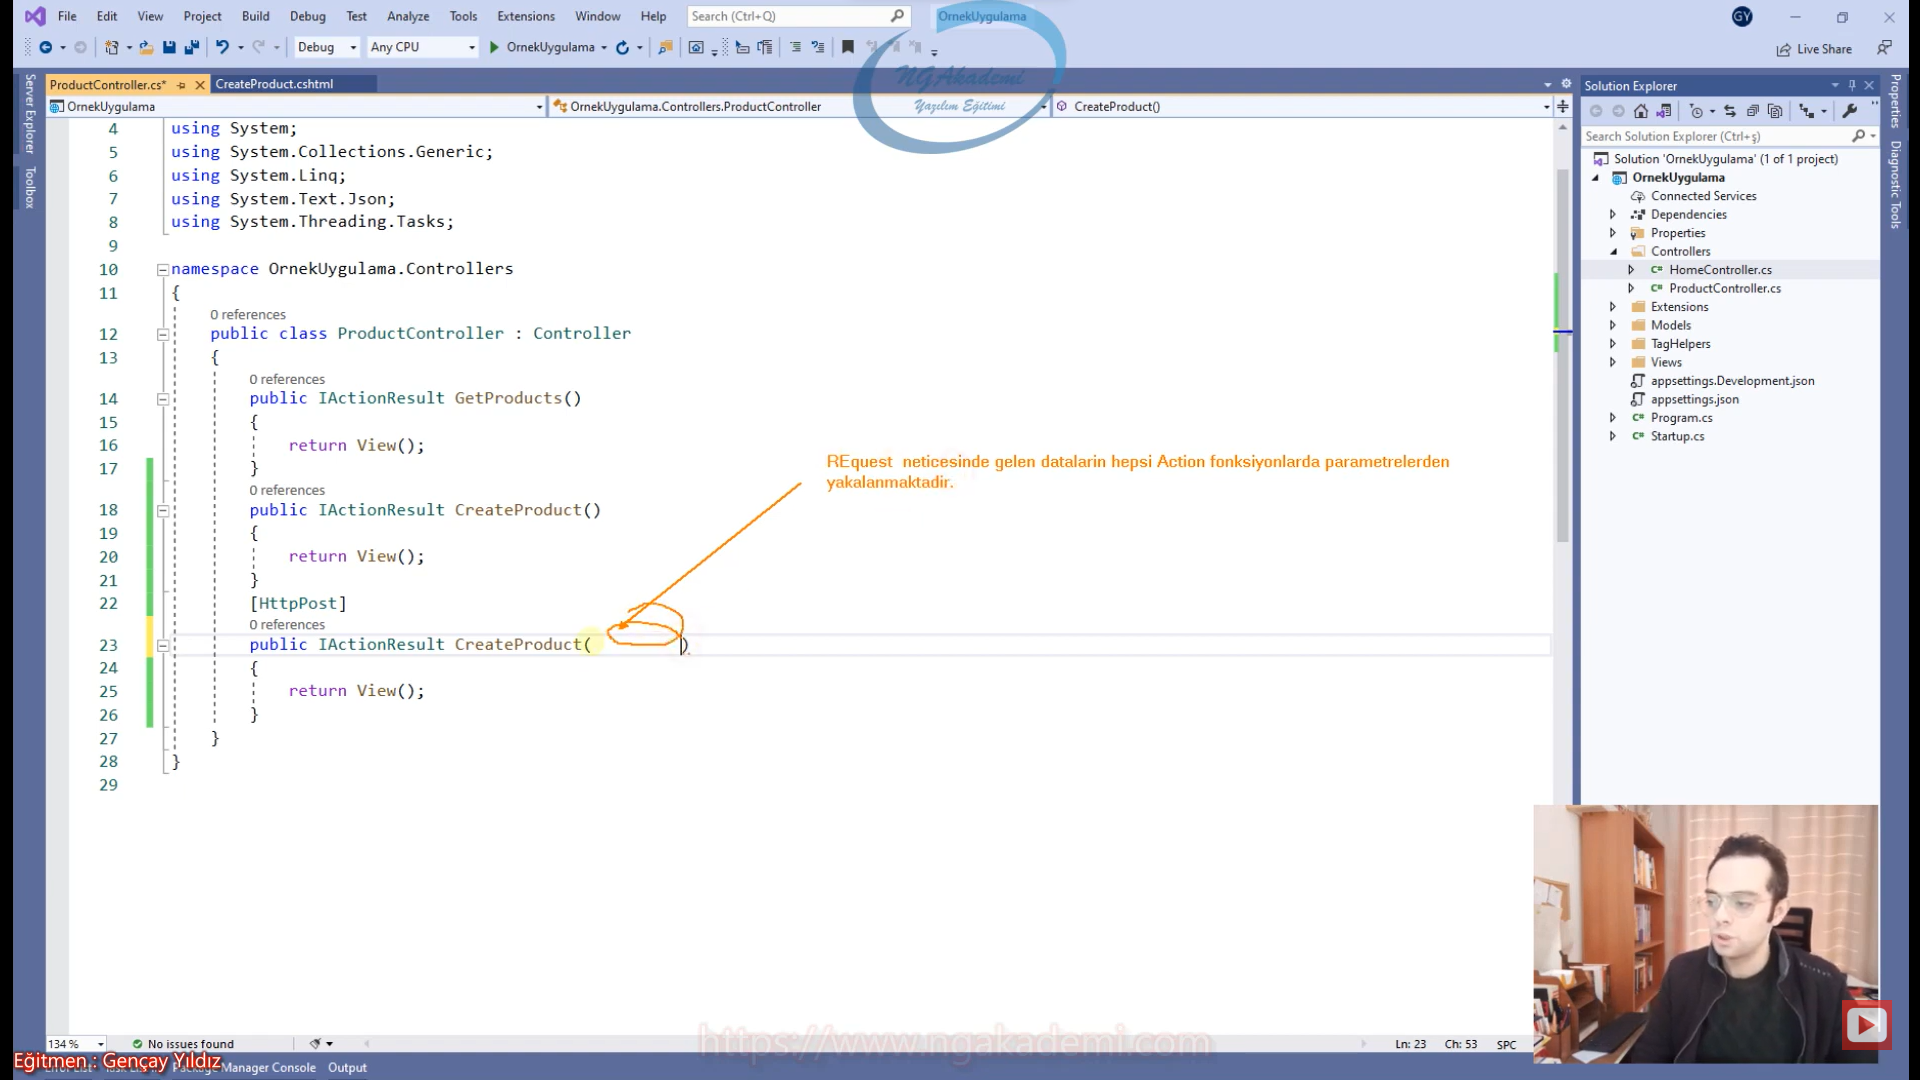 File Edit View Project Build Debug Test Analyze Tools Extensions Window Help Search (Ctrl+Q) OrnekUygulama GY
Debug Any CPU OrnekUygulama Live Share
NGAkademi
Yazılım Eğitimi
Server Explorer
Toolbox
ProductController.cs* CreateProduct.cshtml
OrnekUygulama OrnekUygulama.Controllers.ProductController CreateProduct()
4 using System;
5 using System.Collections.Generic;
6 using System.Linq;
7 using System.Text.Json;
8 using System.Threading.Tasks;
9
10 namespace OrnekUygulama.Controllers
11 {
0 references
12 public class ProductController : Controller
13 {
0 references
14 public IActionResult GetProducts()
15 {
16 return View();
17 }
0 references
18 public IActionResult CreateProduct()
19 {
20 return View();
21 }
22 [HttpPost]
0 references
23 public IActionResult CreateProduct( )
24 {
25 return View();
26 }
27 }
28 }
29
REquest neticesinde gelen datalarin hepsi Action fonksiyonlarda parametrelerden
yakalanmaktadir.
Solution Explorer
Search Solution Explorer (Ctrl+ş)
Solution 'OrnekUygulama' (1 of 1 project)
OrnekUygulama
Connected Services
Dependencies
Properties
Controllers
HomeController.cs
ProductController.cs
Extensions
Models
TagHelpers
Views
appsettings.Development.json
appsettings.json
Program.cs
Startup.cs
Properties
Diagnostic Tools
134 % No issues found Ln: 23 Ch: 53 SPC
https://www.ngakademi.com
Eğitmen : Gençay Yıldız
Package Manager Console Output